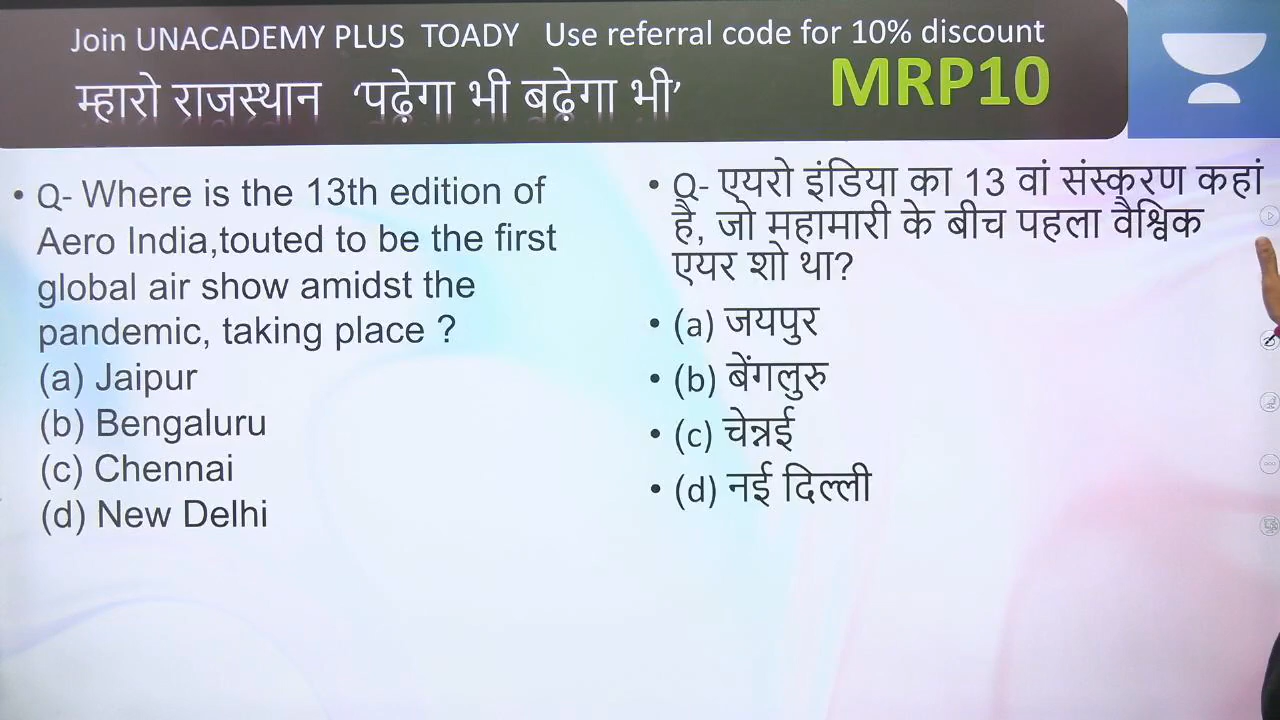 Join UNACADEMY PLUS TOADY Use referral code for 10% discount
म्हारो राजस्थान ‘पढ़ेगा भी बढ़ेगा भी’ MRP10
• Q- Where is the 13th edition of
Aero India,touted to be the first
global air show amidst the
pandemic, taking place ?
(a) Jaipur
(b) Bengaluru
(c) Chennai
(d) New Delhi
• Q- एयरो इंडिया का 13 वां संस्करण कहां
है, जो महामारी के बीच पहला वैश्विक
एयर शो था?
• (a) जयपुर
• (b) बेंगलुरु
• (c) चेन्नई
• (d) नई दिल्ली